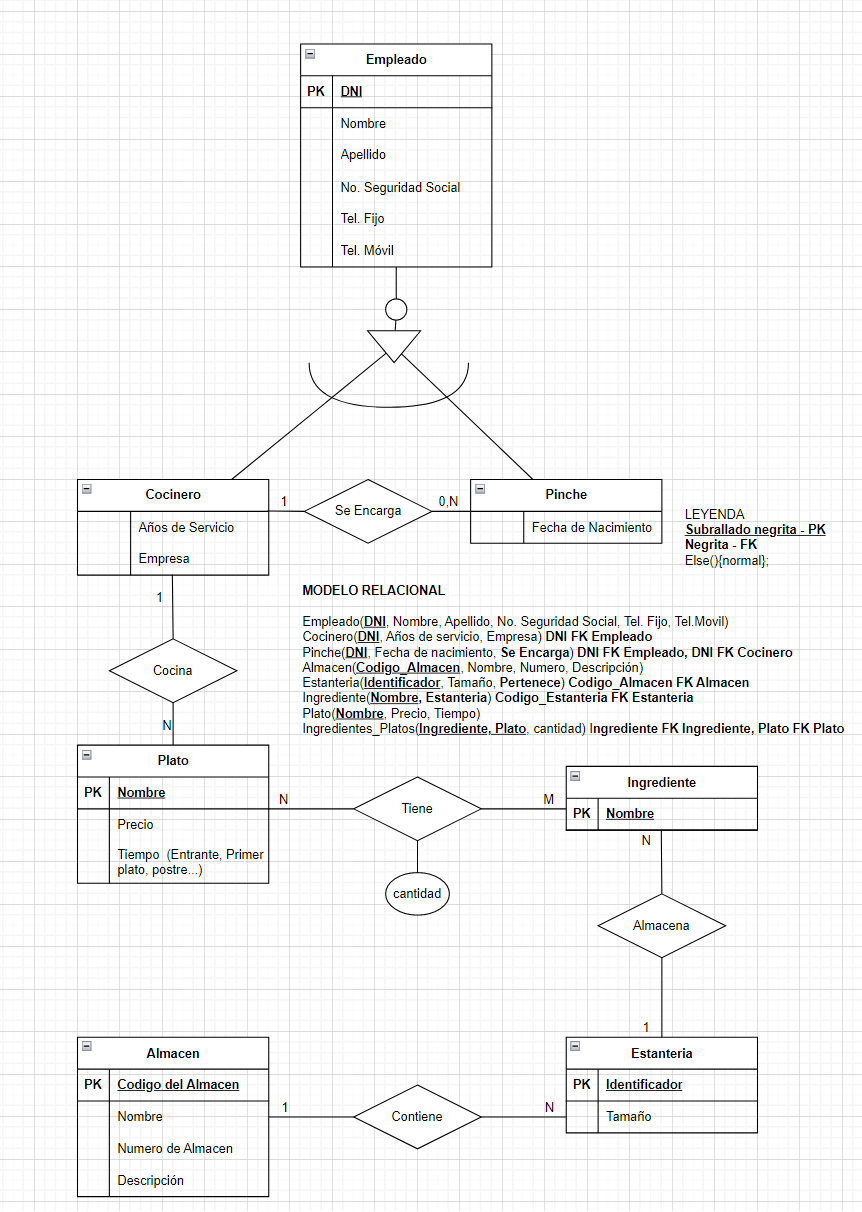 Empleado
PK DNI
Nombre
Apellido
No. Seguridad Social
Tel. Fijo
Tel. Móvil
Cocinero
Años de Servicio
Empresa
1
Se Encarga
0,N
Pinche
Fecha de Nacimiento
LEYENDA
Subrallado negrita - PK
Negrita - FK
Else(){normal};
MODELO RELACIONAL
Empleado(DNI, Nombre, Apellido, No. Seguridad Social, Tel. Fijo, Tel.Movil)
Cocinero(DNI, Años de servicio, Empresa) DNI FK Empleado
Pinche(DNI, Fecha de nacimiento, Se Encarga) DNI FK Empleado, DNI FK Cocinero
Almacen(Codigo_Almacen, Nombre, Numero, Descripción)
Estanteria(Identificador, Tamaño, Pertenece) Codigo_Almacen FK Almacen
Ingrediente(Nombre, Estanteria) Codigo_Estanteria FK Estanteria
Plato(Nombre, Precio, Tiempo)
Ingredientes_Platos(Ingrediente, Plato, cantidad) Ingrediente FK Ingrediente, Plato FK Plato
1
Cocina
N
Plato
PK Nombre
Precio
Tiempo (Entrante, Primer
plato, postre...)
N
Tiene
M
cantidad
Ingrediente
PK Nombre
N
Almacena
1
Almacen
PK Codigo del Almacen
Nombre
Numero de Almacen
Descripción
1
Contiene
N
Estanteria
PK Identificador
Tamaño